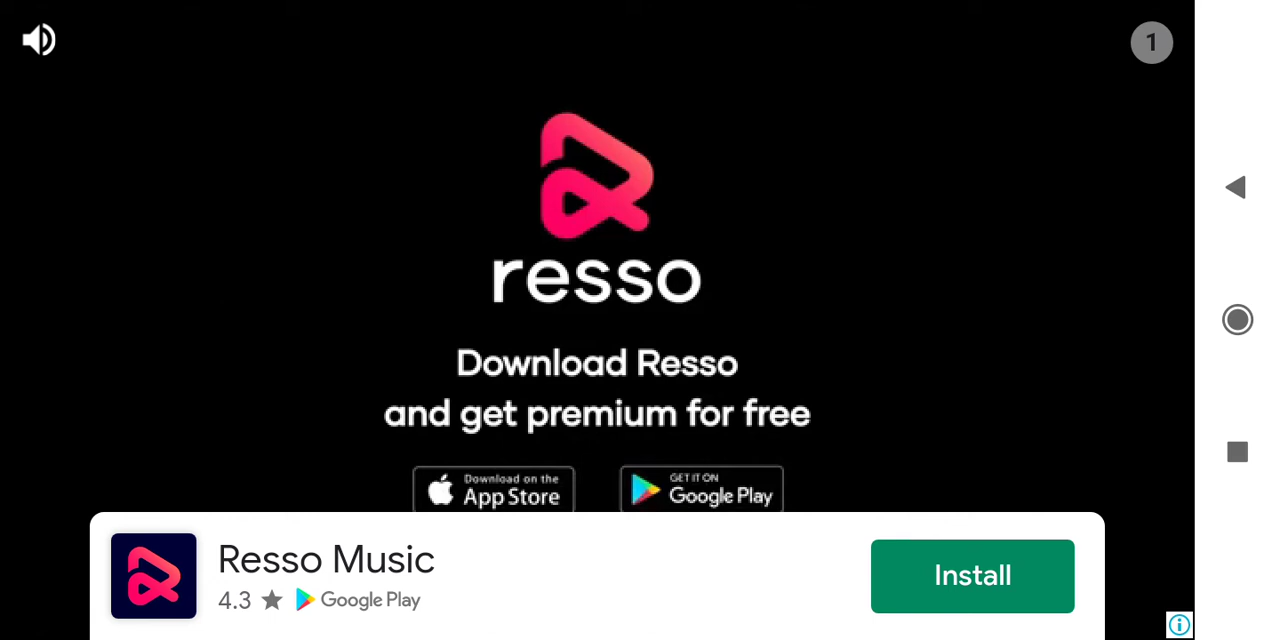 1
resso
Download Resso
and get premium for free
Download on the
App Store
GET IT ON
Google Play
Resso Music
4.3 ★ Google Play
Install